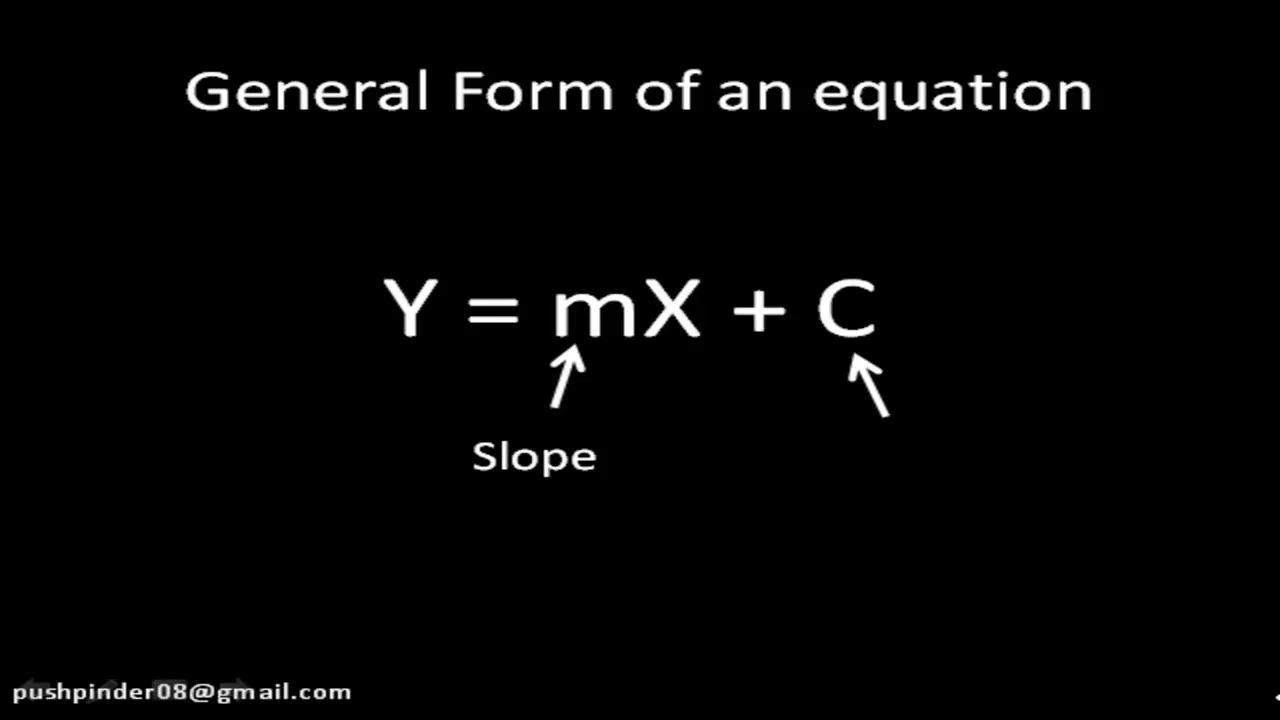 General Form of an equation
Y = mX + C
Slope
pushpinder08@gmail.com